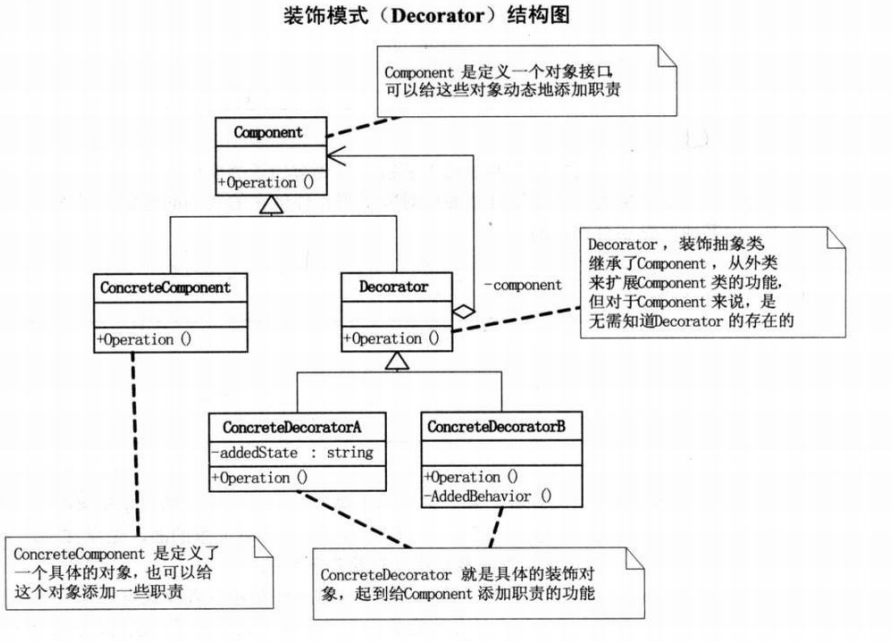 装饰模式（Decorator）结构图
Component 是定义一个对象接口，
可以给这些对象动态地添加职责
Component
+Operation()
Decorator，装饰抽象类，
继承了Component，从外类
来扩展Component 类的功能，
但对于Component 来说，是
无需知道Decorator 的存在的
ConcreteComponent
+Operation()
Decorator
+Operation()
-component
ConcreteDecoratorA
-addedState : string
+Operation()
ConcreteDecoratorB
+Operation()
-AddedBehavior()
ConcreteComponent 是定义了
一个具体的对象，也可以给
这个对象添加一些职责
ConcreteDecorator 就是具体的装饰对
象，起到给Component 添加职责的功能